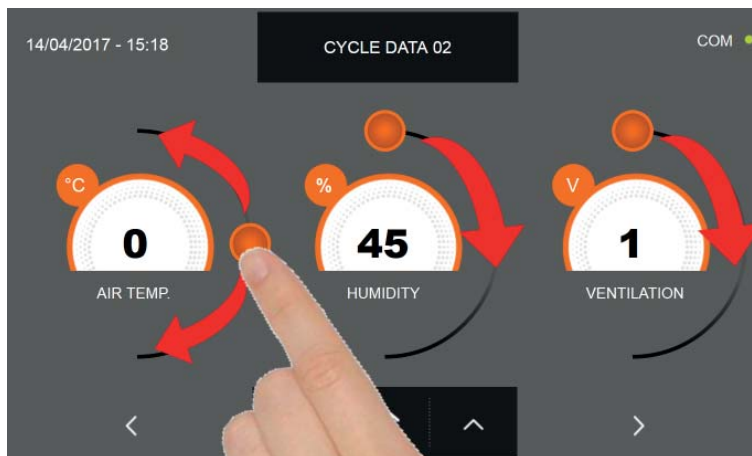 14/04/2017 - 15:18
CYCLE DATA 02
COM
°C
%
V
0
45
1
AIR TEMP.
HUMIDITY
VENTILATION